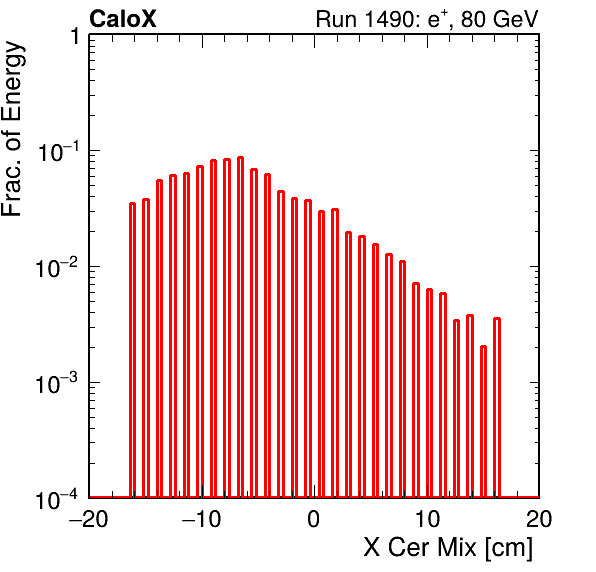 CaloX Run 1490: e⁺, 80 GeV
Frac. of Energy
1
10⁻¹
10⁻²
10⁻³
10⁻⁴
−20 −10 0 10 20
X Cer Mix [cm]